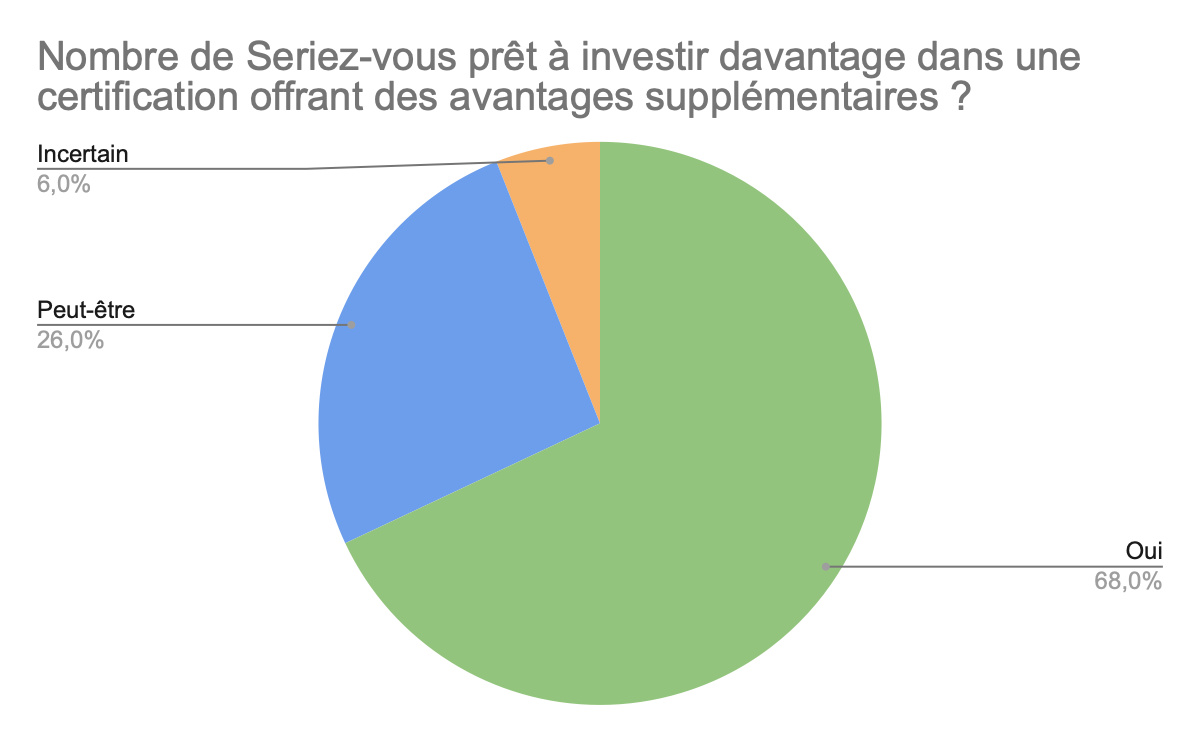 Nombre de Seriez-vous prêt à investir davantage dans une
certification offrant des avantages supplémentaires ?
Incertain
6,0%
Peut-être
26,0%
Oui
68,0%